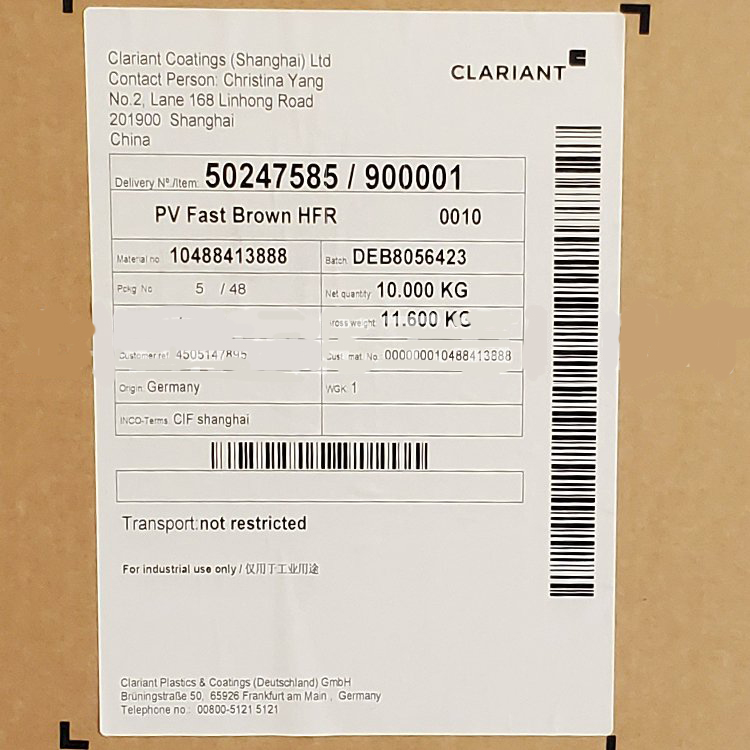 Clariant Coatings (Shanghai) Ltd
Contact Person: Christina Yang
No.2, Lane 168 Linhong Road
201900 Shanghai
China
CLARIANT
Delivery Nº./Item: 50247585 / 900001
PV Fast Brown HFR 0010
Material no. 10488413888 Batch: DEB8056423
Pckg No 5 / 48 Net quantity: 10.000 KG
Gross weight: 11.600 KG
Customer ref. 4505147895 Cust. mat. No.: 000000010488413888
Origin: Germany WGK: 1
INCO-Terms: CIF shanghai
Transport: not restricted
For industrial use only / 仅用于工业用途
Clariant Plastics & Coatings (Deutschland) GmbH
Brüningstraße 50, 65926 Frankfurt am Main , Germany
Telephone no.: 00800-5121 5121